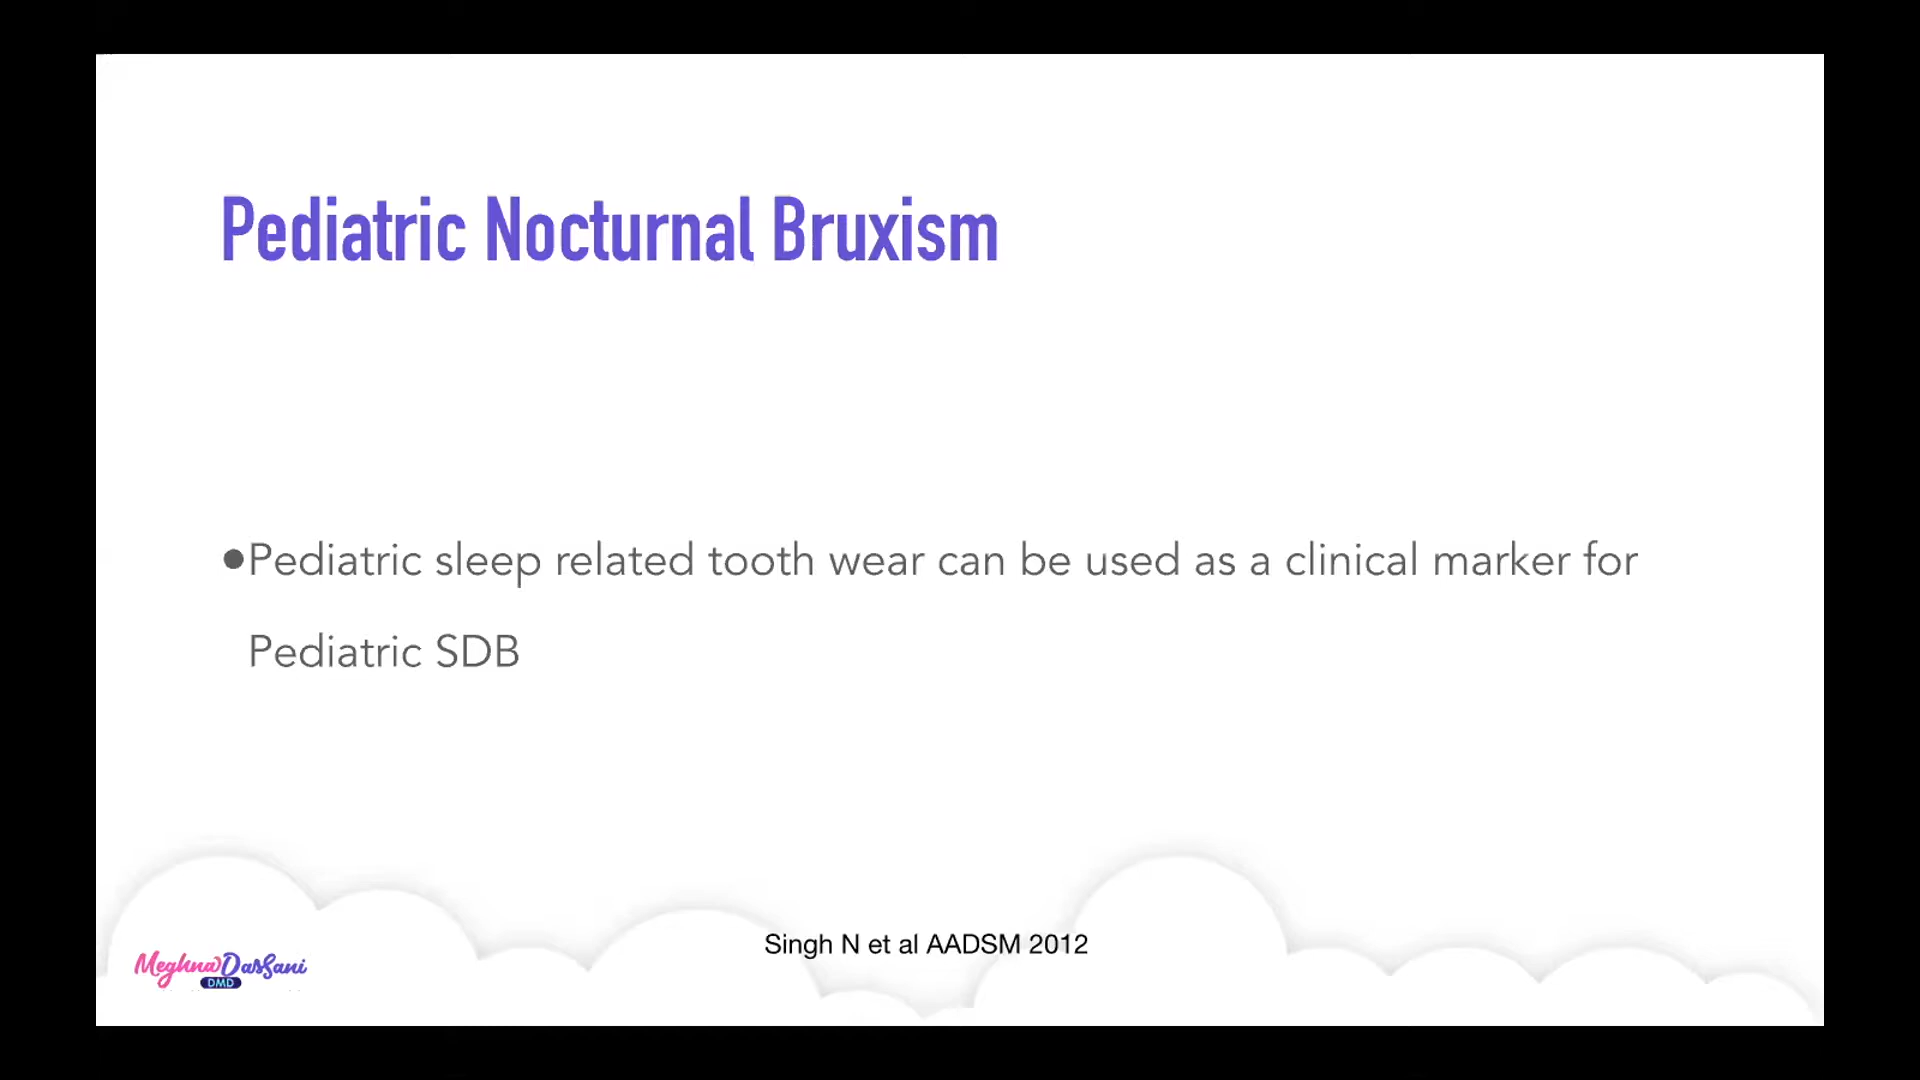 Pediatric Nocturnal Bruxism
•Pediatric sleep related tooth wear can be used as a clinical marker for
Pediatric SDB
Singh N et al AADSM 2012
Meghna Dassani
DMD